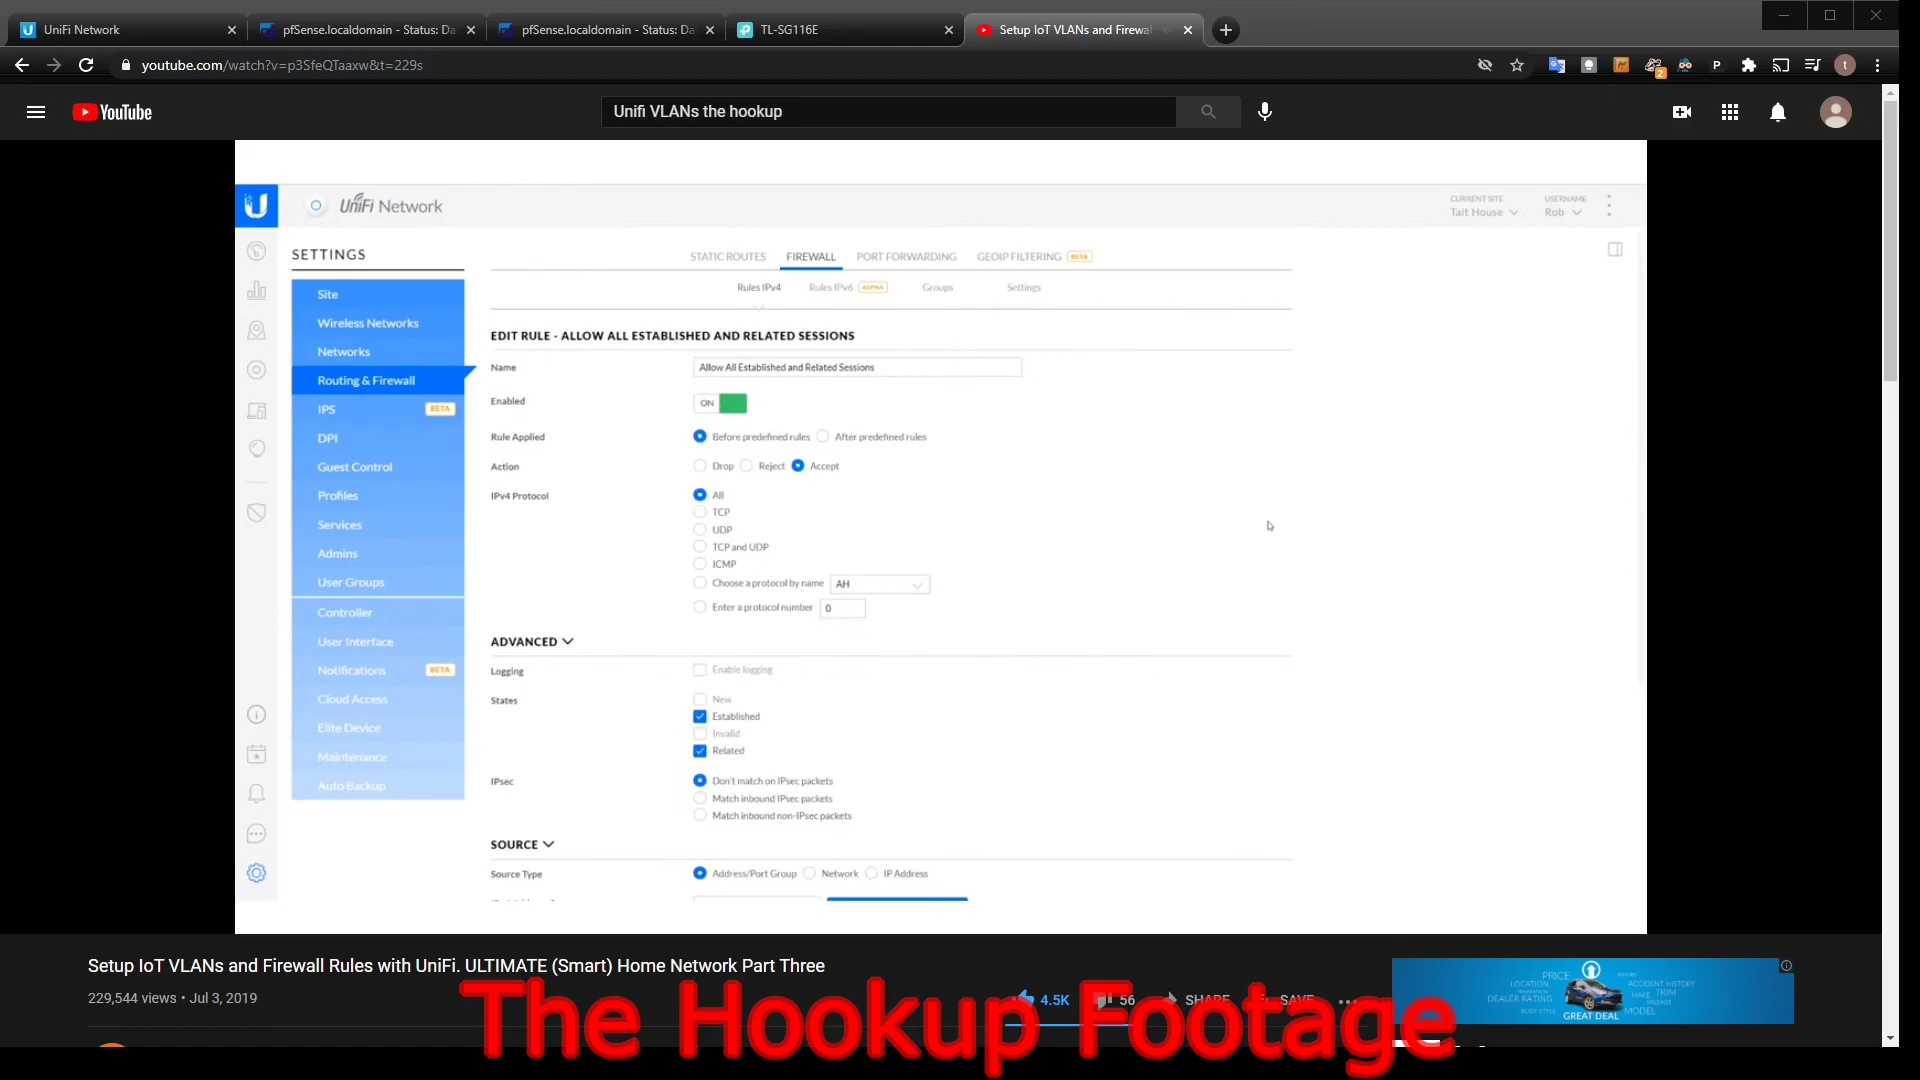 UniFi Network
pfSense.localdomain - Status: Da
pfSense.localdomain - Status: Da
TL-SG116E
Setup IoT VLANs and Firewal
youtube.com/watch?v=p3SfeQTaaxw&t=229s
2
P
t
YouTube
Unifi VLANs the hookup
UniFi Network
CURRENT SITE
Tait House
USERNAME
Rob
SETTINGS
STATIC ROUTES
FIREWALL
PORT FORWARDING
GEOIP FILTERING BETA
Rules IPv4
Rules IPv6 ALPHA
Groups
Settings
Site
Wireless Networks
Networks
Routing & Firewall
IPS BETA
DPI
Guest Control
Profiles
Services
Admins
User Groups
Controller
User Interface
Notifications BETA
Cloud Access
Elite Device
Maintenance
Auto Backup
EDIT RULE - ALLOW ALL ESTABLISHED AND RELATED SESSIONS
Name
Allow All Established and Related Sessions
Enabled
ON
Rule Applied
Before predefined rules After predefined rules
Action
Drop Reject Accept
IPv4 Protocol
All
TCP
UDP
TCP and UDP
ICMP
Choose a protocol by name AH
Enter a protocol number 0
ADVANCED
Logging
Enable logging
States
New
Established
Invalid
Related
IPsec
Don't match on IPsec packets
Match inbound IPsec packets
Match inbound non-IPsec packets
SOURCE
Source Type
Address/Port Group Network IP Address
Setup IoT VLANs and Firewall Rules with UniFi. ULTIMATE (Smart) Home Network Part Three
229,544 views • Jul 3, 2019
4.5K
56
SHARE
SAVE
The Hookup Footage
PRICE
LOCATION
DEALER RATING
BODY STYLE
GREAT DEAL
ACCIDENT HISTORY
TRIM
MAKE
MILEAGE
MODEL